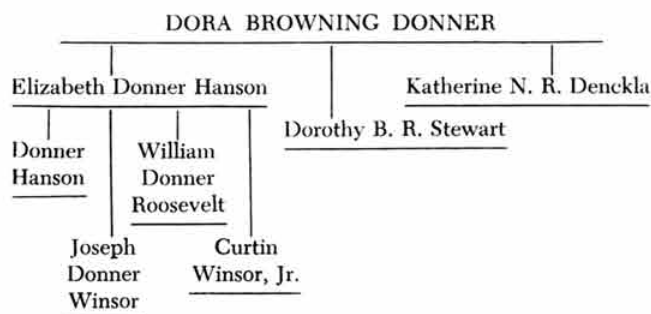 DORA BROWNING DONNER
Elizabeth Donner Hanson
Katherine N. R. Denckla
Dorothy B. R. Stewart
Donner
Hanson
William
Donner
Roosevelt
Joseph
Donner
Winsor
Curtin
Winsor, Jr.